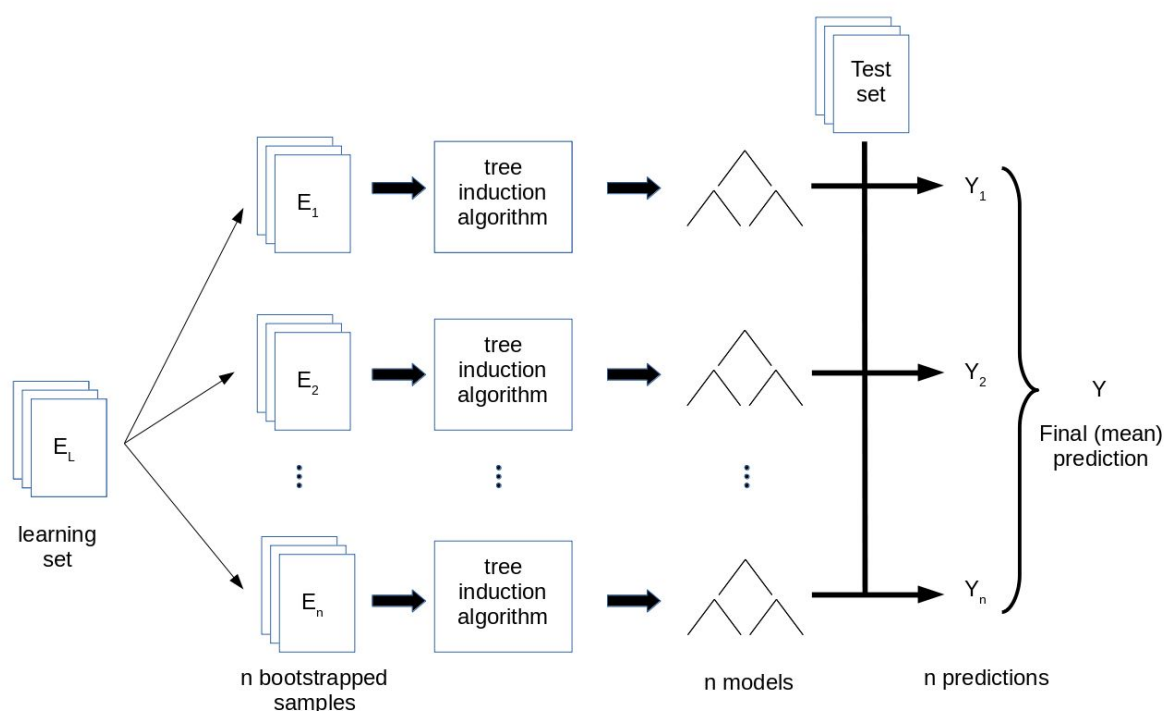 Test
set
E1
tree
induction
algorithm
Y1
E2
tree
induction
algorithm
Y2
Y
Final (mean)
prediction
EL
learning
set
En
tree
induction
algorithm
Yn
n bootstrapped
samples
n models
n predictions